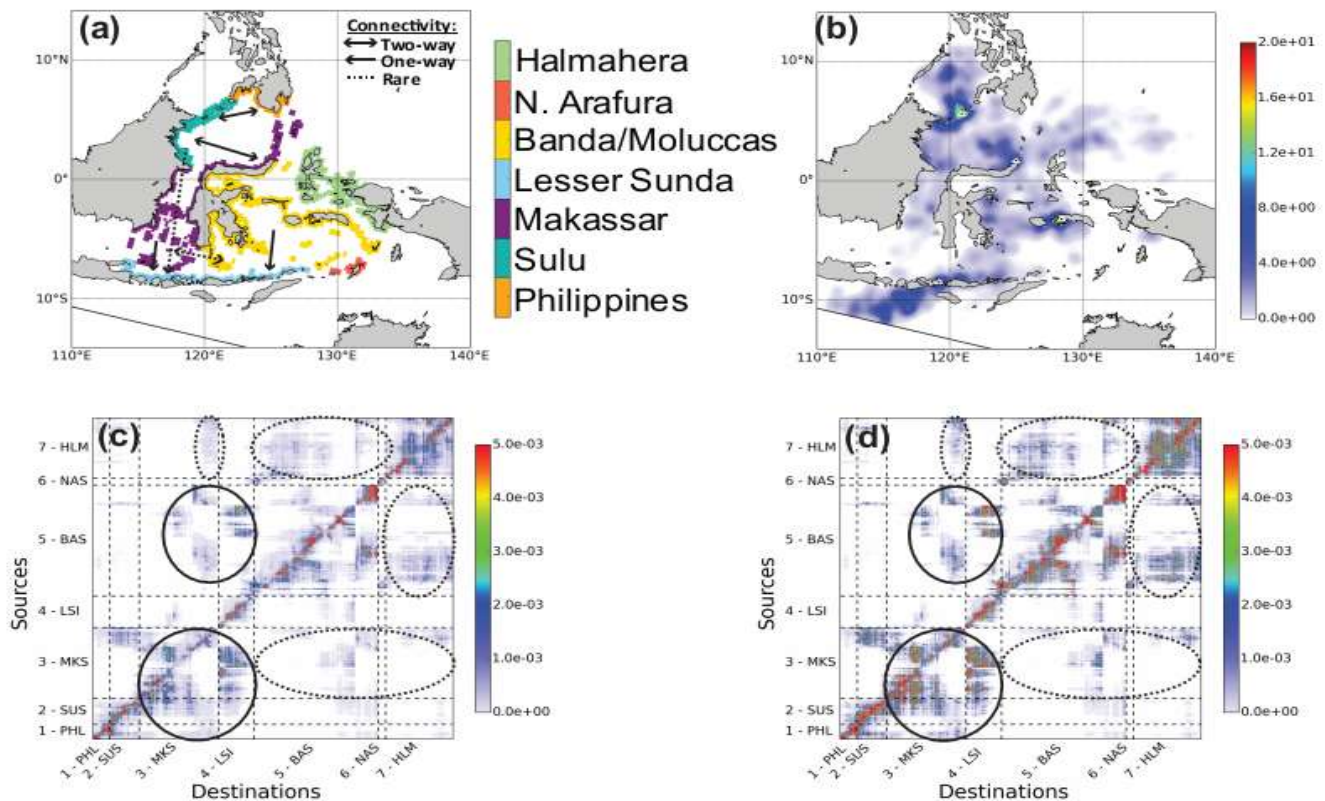 (a)
Connectivity:
Two-way
One-way
Rare
10°N
0°
10°S
110°E
120°E
130°E
140°E
Halmahera
N. Arafura
Banda/Moluccas
Lesser Sunda
Makassar
Sulu
Philippines
(b)
10°N
0°
10°S
110°E
120°E
130°E
140°E
2.0e+01
1.6e+01
1.2e+01
8.0e+00
4.0e+00
0.0e+00
(c)
Sources
7 - HLM
6 - NAS
5 - BAS
4 - LSI
3 - MKS
2 - SUS
1 - PHL
1 - PHL
2 - SUS
3 - MKS
4 - LSI
5 - BAS
6 - NAS
7 - HLM
Destinations
5.0e-03
4.0e-03
3.0e-03
2.0e-03
1.0e-03
0.0e+00
(d)
Sources
7 - HLM
6 - NAS
5 - BAS
4 - LSI
3 - MKS
2 - SUS
1 - PHL
1 - PHL
2 - SUS
3 - MKS
4 - LSI
5 - BAS
6 - NAS
7 - HLM
Destinations
5.0e-03
4.0e-03
3.0e-03
2.0e-03
1.0e-03
0.0e+00